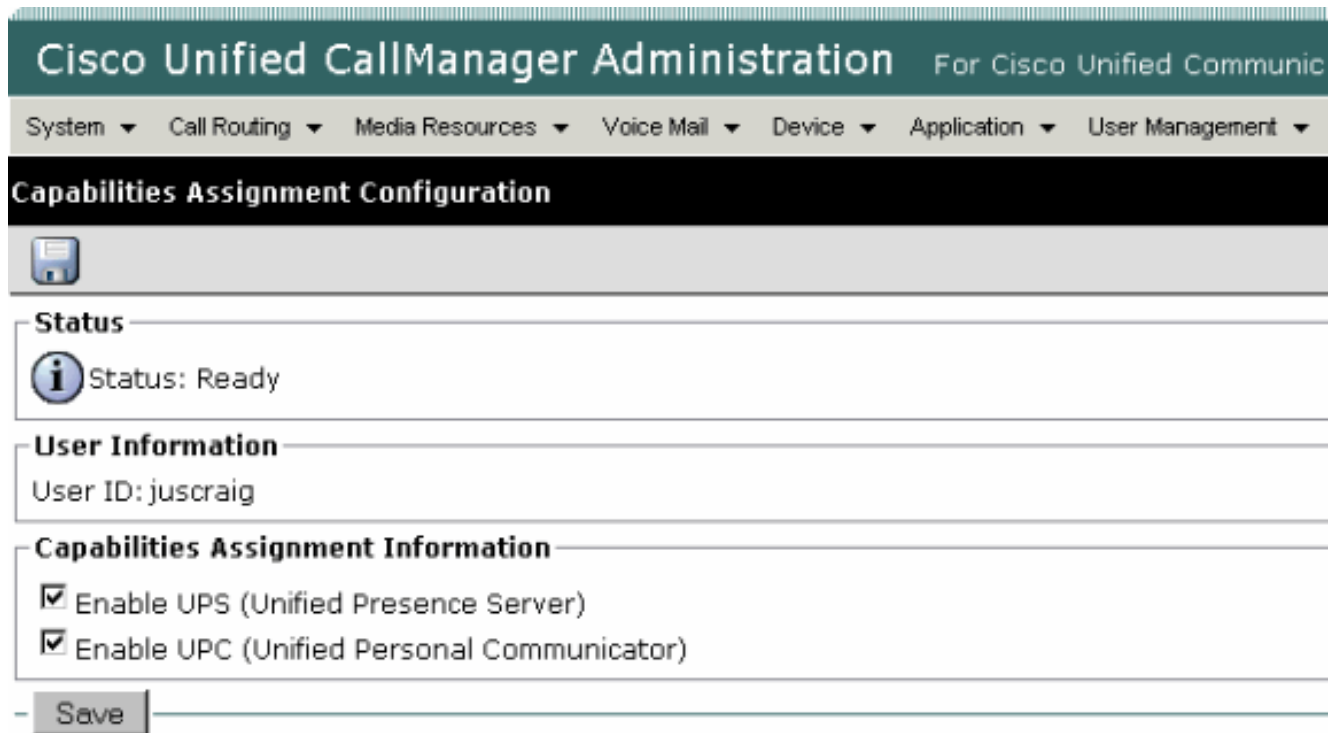 Cisco Unified CallManager Administration For Cisco Unified Communic
System Call Routing Media Resources Voice Mail Device Application User Management
Capabilities Assignment Configuration
Status
i Status: Ready
User Information
User ID: juscraig
Capabilities Assignment Information
Enable UPS (Unified Presence Server)
Enable UPC (Unified Personal Communicator)
Save